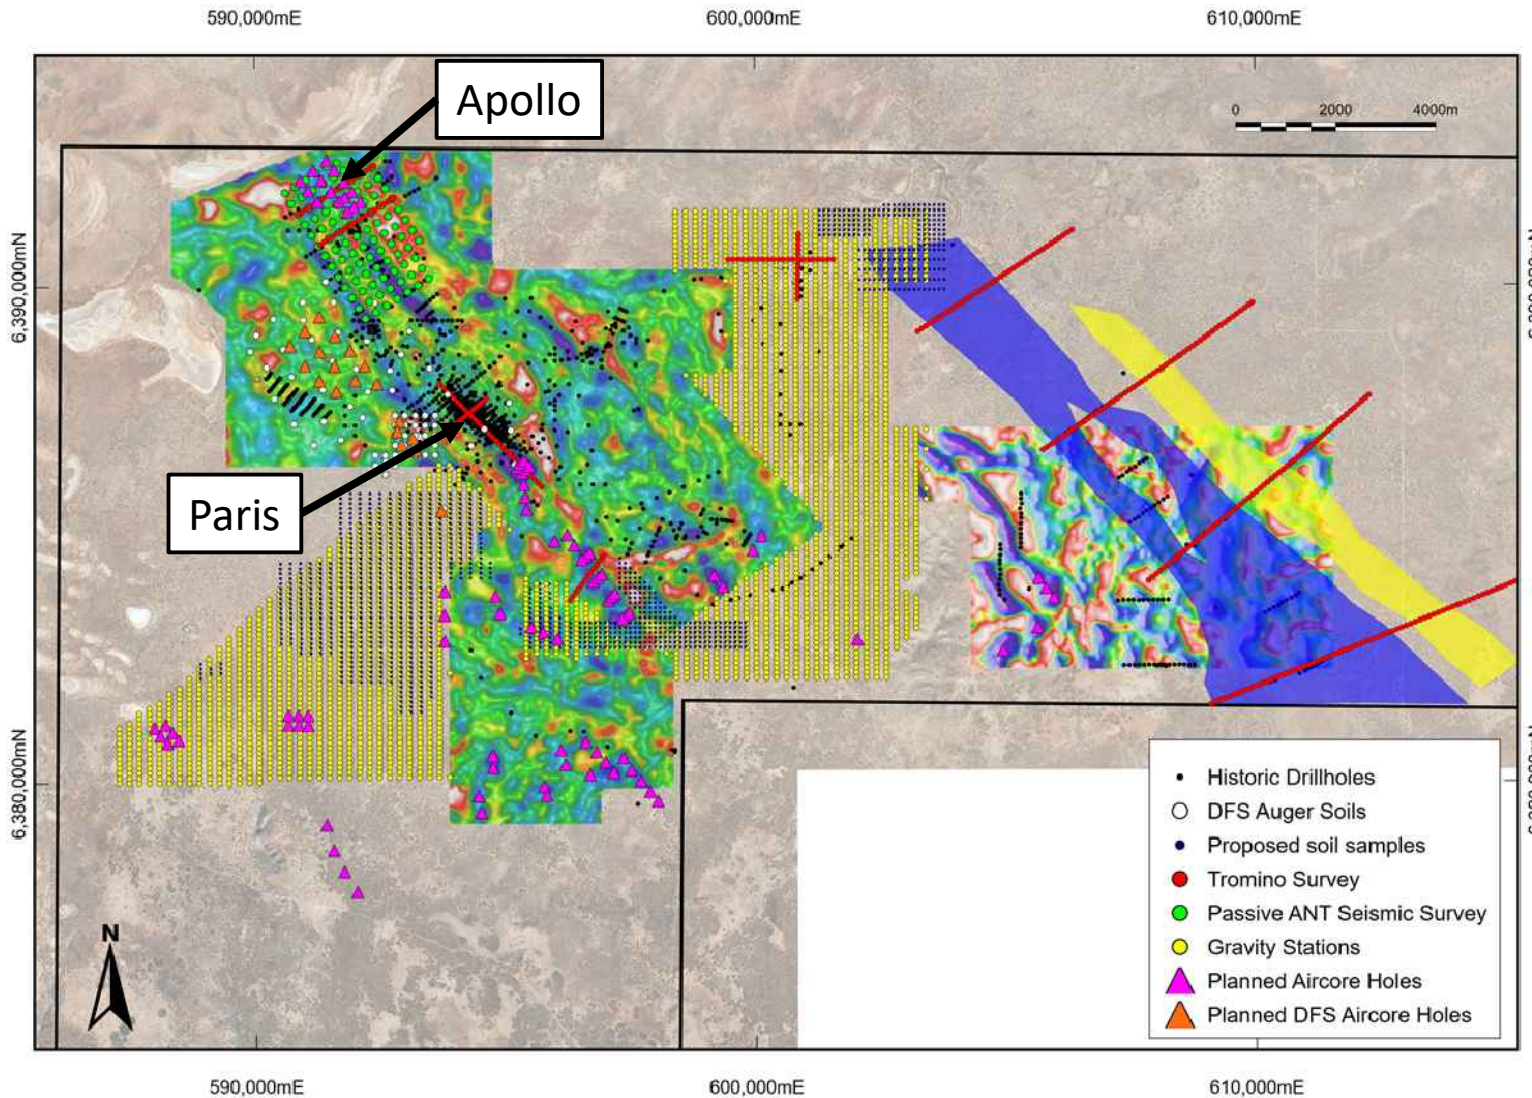 590,000mE 600,000mE 610,000mE
Apollo
0 2000 4000m
6,390,000mN
Paris
6,380,000mN
N
Historic Drillholes
DFS Auger Soils
Proposed soil samples
Tromino Survey
Passive ANT Seismic Survey
Gravity Stations
Planned Aircore Holes
Planned DFS Aircore Holes
590,000mE 600,000mE 610,000mE